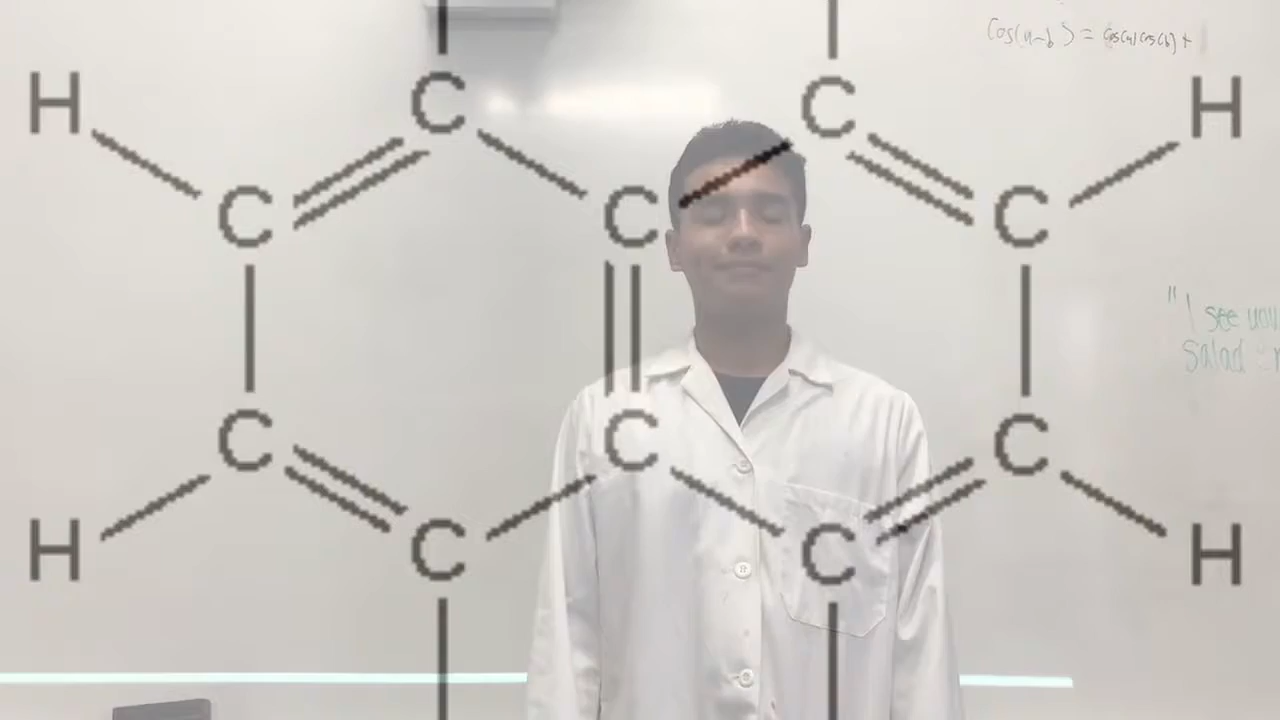 Cos(a-b) = cos(a)cos(b)+
H C C H
C C C
"I see you
Salad
C C C
H C C H